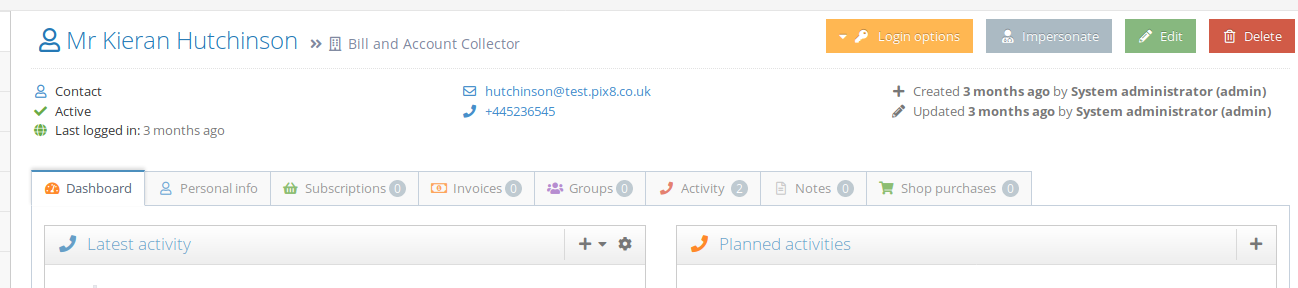 Mr Kieran Hutchinson » Bill and Account Collector Login options Impersonate Edit Delete
Contact hutchinson@test.pix8.co.uk Created 3 months ago by System administrator (admin)
Active +445236545 Updated 3 months ago by System administrator (admin)
Last logged in: 3 months ago
Dashboard Personal info Subscriptions 0 Invoices 0 Groups 0 Activity 2 Notes 0 Shop purchases 0
Latest activity Planned activities